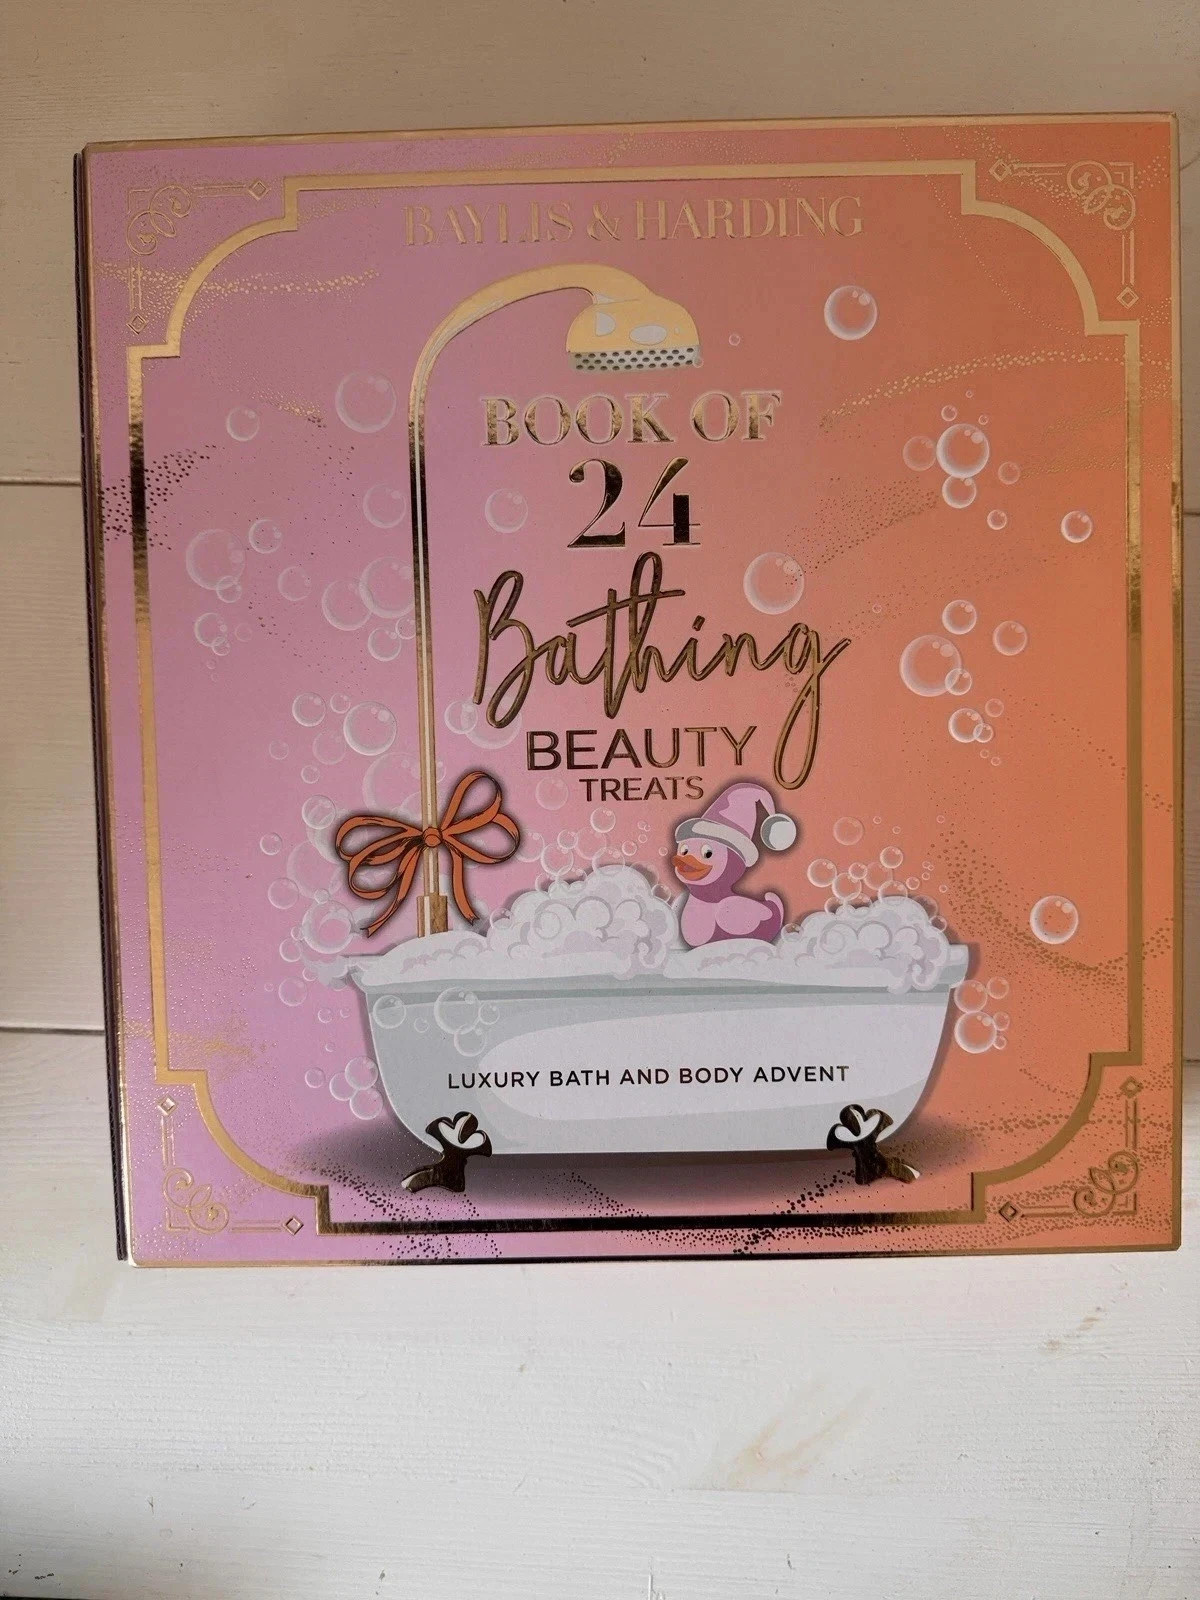 BAYLIS & HARDING
BOOK OF
24
Bathing
BEAUTY
TREATS
LUXURY BATH AND BODY ADVENT